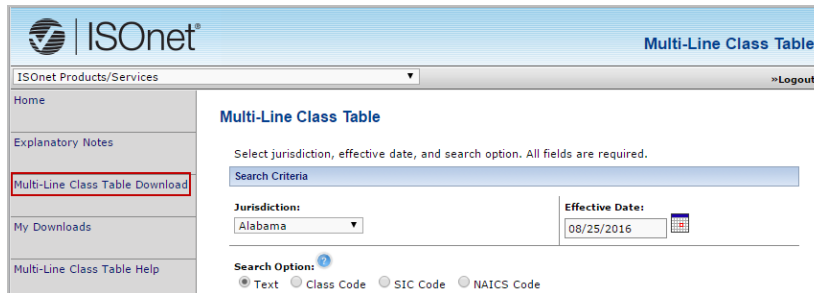 ISOnet®
Multi-Line Class Table
ISOnet Products/Services
»Logout
Home
Explanatory Notes
Multi-Line Class Table Download
My Downloads
Multi-Line Class Table Help
Multi-Line Class Table
Select jurisdiction, effective date, and search option. All fields are required.
Search Criteria
Jurisdiction:
Effective Date:
Alabama
08/25/2016
Search Option: ?
Text Class Code SIC Code NAICS Code